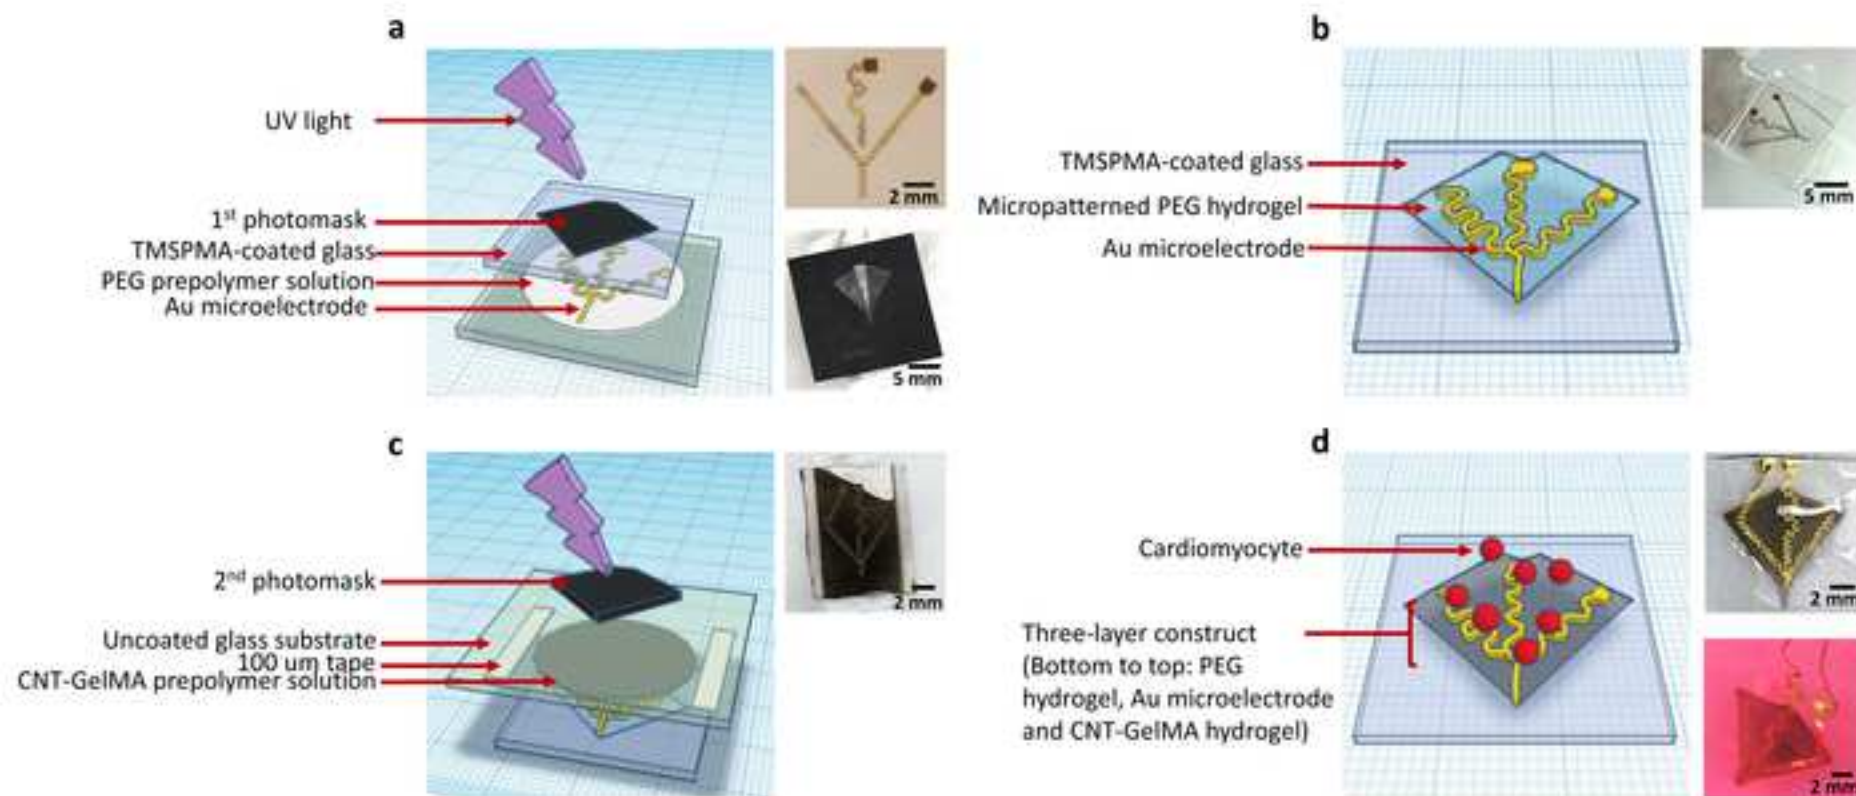 a
UV light
1st photomask
TMSPMA-coated glass
PEG prepolymer solution
Au microelectrode
2 mm
5 mm
b
TMSPMA-coated glass
Micropatterned PEG hydrogel
Au microelectrode
5 mm
c
2nd photomask
Uncoated glass substrate
100 um tape
CNT-GelMA prepolymer solution
2 mm
d
Cardiomyocyte
Three-layer construct
(Bottom to top: PEG
hydrogel, Au microelectrode
and CNT-GelMA hydrogel)
2 mm
2 mm